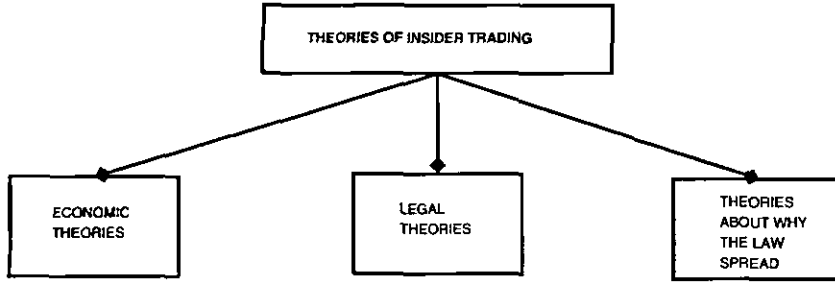 THEORIES OF INSIDER TRADING
ECONOMIC
THEORIES
LEGAL
THEORIES
THEORIES
ABOUT WHY
THE LAW
SPREAD